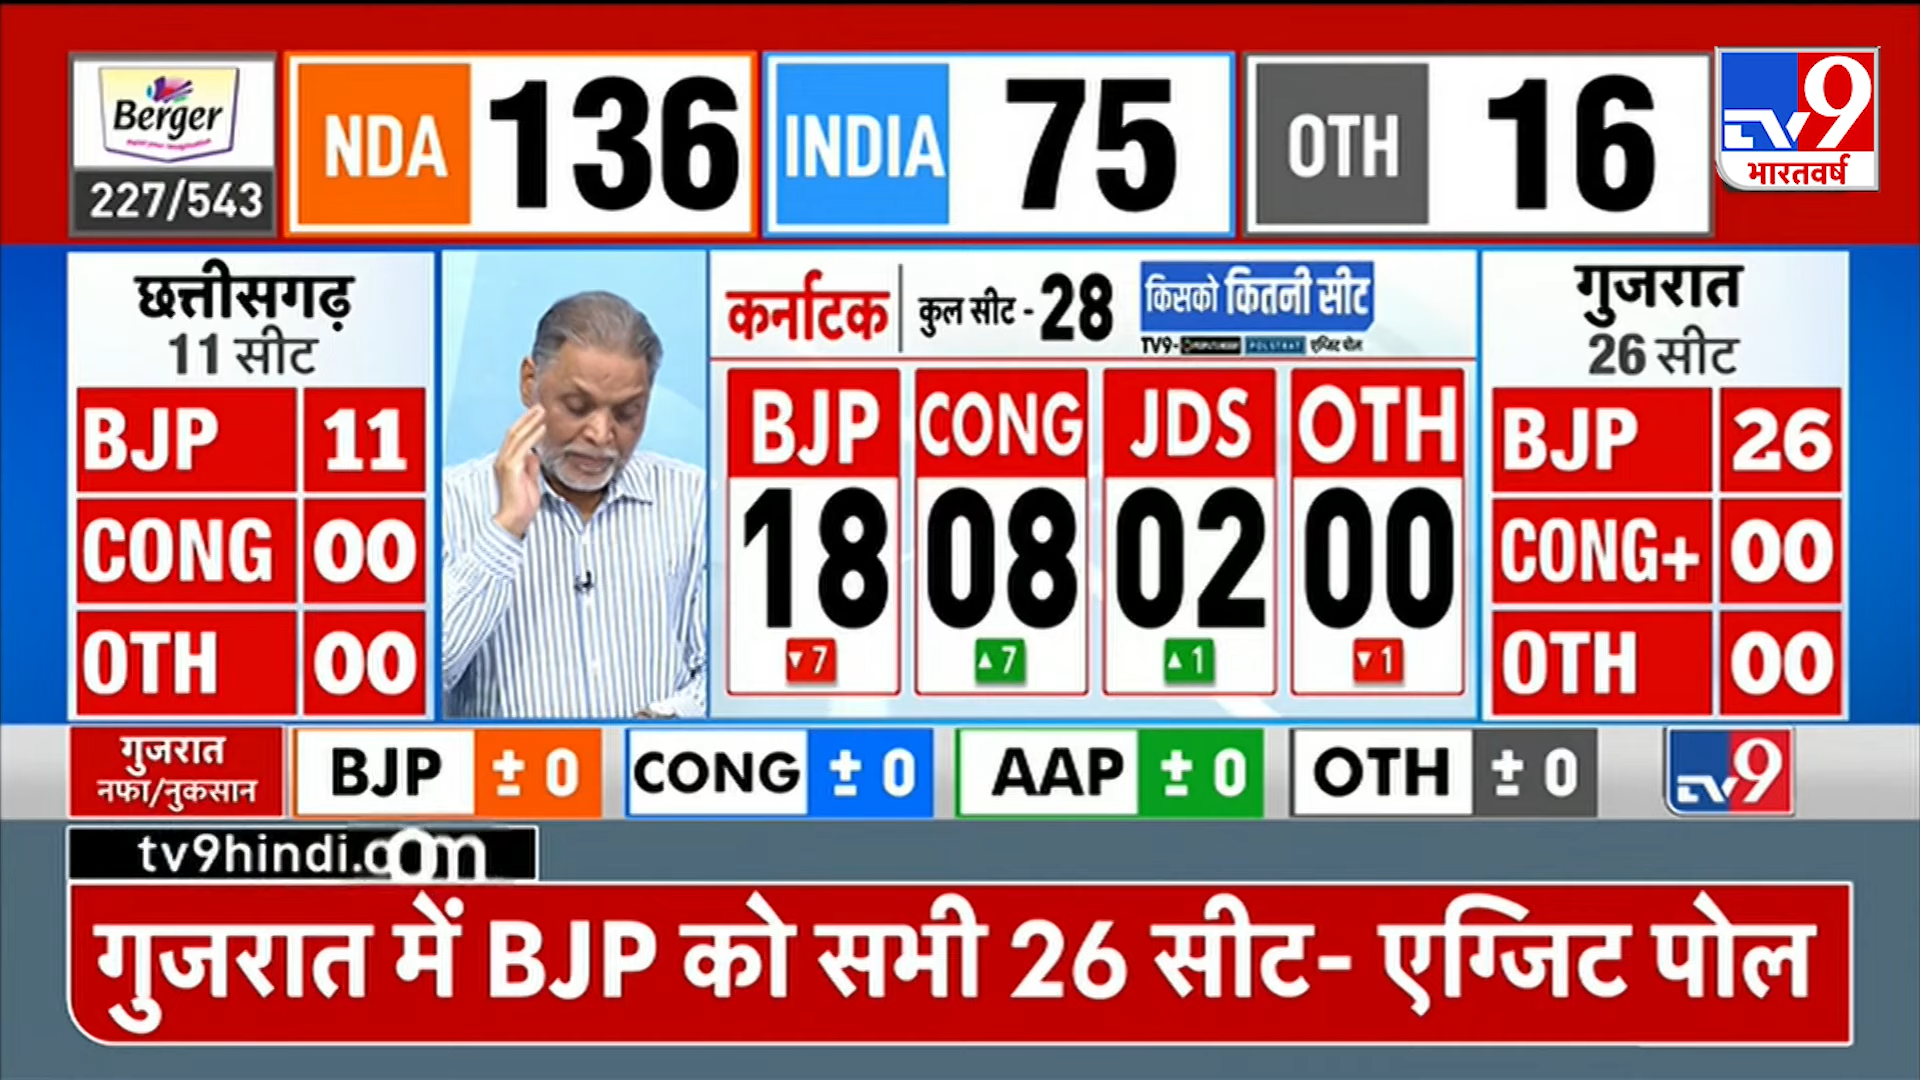 Berger
227/543
NDA 136
INDIA 75
OTH 16
TV9
भारतवर्ष
छत्तीसगढ़
11 सीट
BJP 11
CONG 00
OTH 00
कर्नाटक
कुल सीट - 28
किसको कितनी सीट
TV9- POLSTRAT एग्जिट पोल
BJP CONG JDS OTH
18 08 02 00
▼7 ▲7 ▲1 ▼1
गुजरात
26 सीट
BJP 26
CONG+ 00
OTH 00
गुजरात
नफा/नुकसान
BJP ± 0
CONG ± 0
AAP ± 0
OTH ± 0
TV9
tv9hindi.com
गुजरात में BJP को सभी 26 सीट- एग्जिट पोल